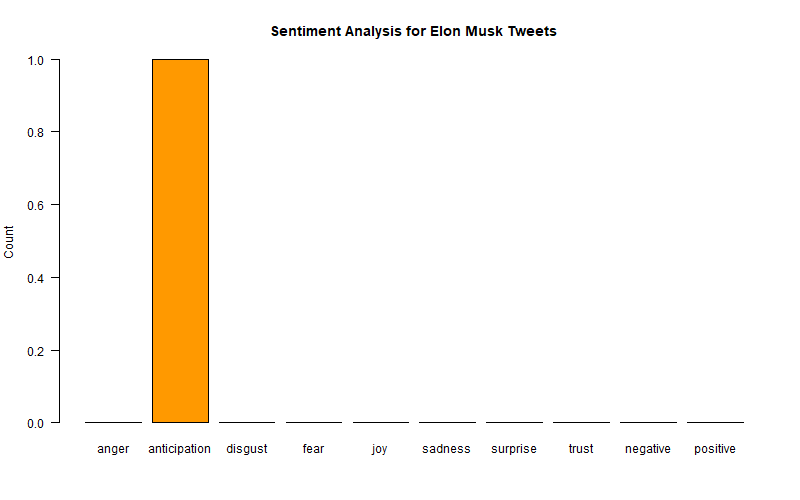 Sentiment Analysis for Elon Musk Tweets
1.0
0.8
0.6
0.4
0.2
0.0
Count
anger anticipation disgust fear joy sadness surprise trust negative positive